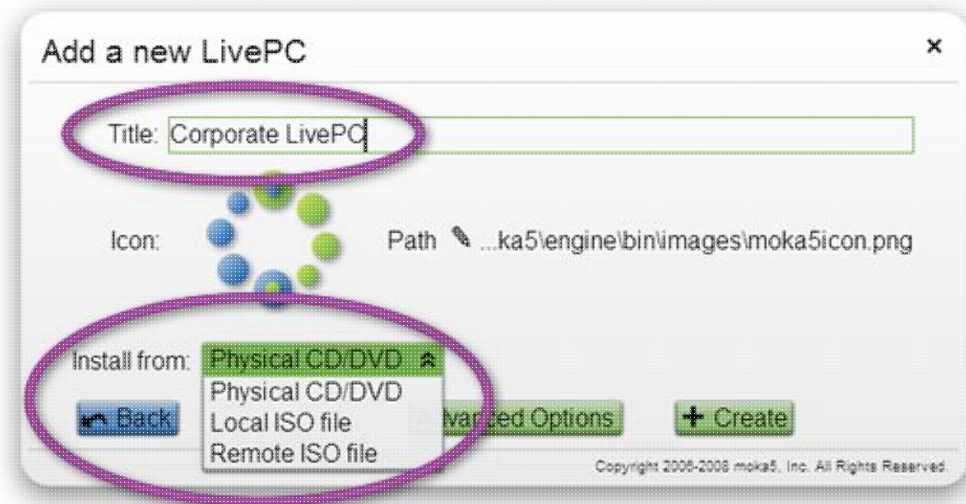 Add a new LivePC ×
Title: Corporate LivePC
Icon: Path ...ka5\engine\bin\images\moka5icon.png
Install from: Physical CD/DVD
Physical CD/DVD
Local ISO file
Remote ISO file
Back vanced Options + Create
Copyright 2006-2008 moka5, Inc. All Rights Reserved.